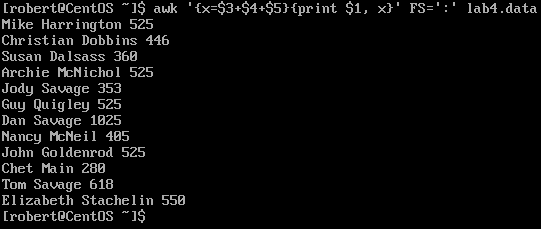 [robert@CentOS ~]$ awk '{x=$3+$4+$5}{print $1, x}' FS=':' lab4.data
Mike Harrington 525
Christian Dobbins 446
Susan Dalsass 360
Archie McNichol 525
Jody Savage 353
Guy Quigley 525
Dan Savage 1025
Nancy McNeil 405
John Goldenrod 525
Chet Main 280
Tom Savage 618
Elizabeth Stachelin 550
[robert@CentOS ~]$